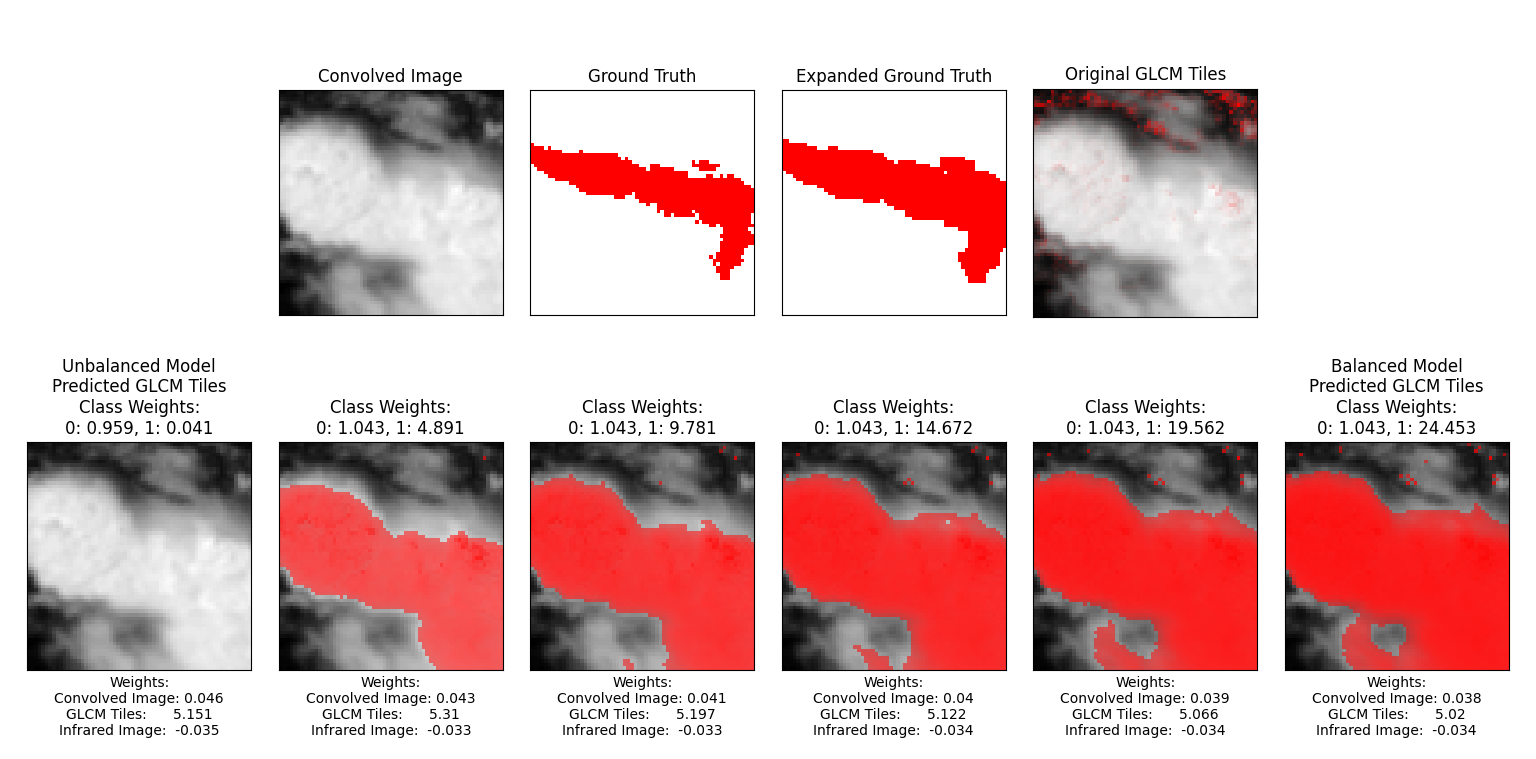 Convolved Image
Ground Truth
Expanded Ground Truth
Original GLCM Tiles
Unbalanced Model
Predicted GLCM Tiles
Class Weights:
0: 0.959, 1: 0.041
Class Weights:
0: 1.043, 1: 4.891
Class Weights:
0: 1.043, 1: 9.781
Class Weights:
0: 1.043, 1: 14.672
Class Weights:
0: 1.043, 1: 19.562
Balanced Model
Predicted GLCM Tiles
Class Weights:
0: 1.043, 1: 24.453
Weights:
Convolved Image: 0.046
GLCM Tiles: 5.151
Infrared Image: -0.035
Weights:
Convolved Image: 0.043
GLCM Tiles: 5.31
Infrared Image: -0.033
Weights:
Convolved Image: 0.041
GLCM Tiles: 5.197
Infrared Image: -0.033
Weights:
Convolved Image: 0.04
GLCM Tiles: 5.122
Infrared Image: -0.034
Weights:
Convolved Image: 0.039
GLCM Tiles: 5.066
Infrared Image: -0.034
Weights:
Convolved Image: 0.038
GLCM Tiles: 5.02
Infrared Image: -0.034